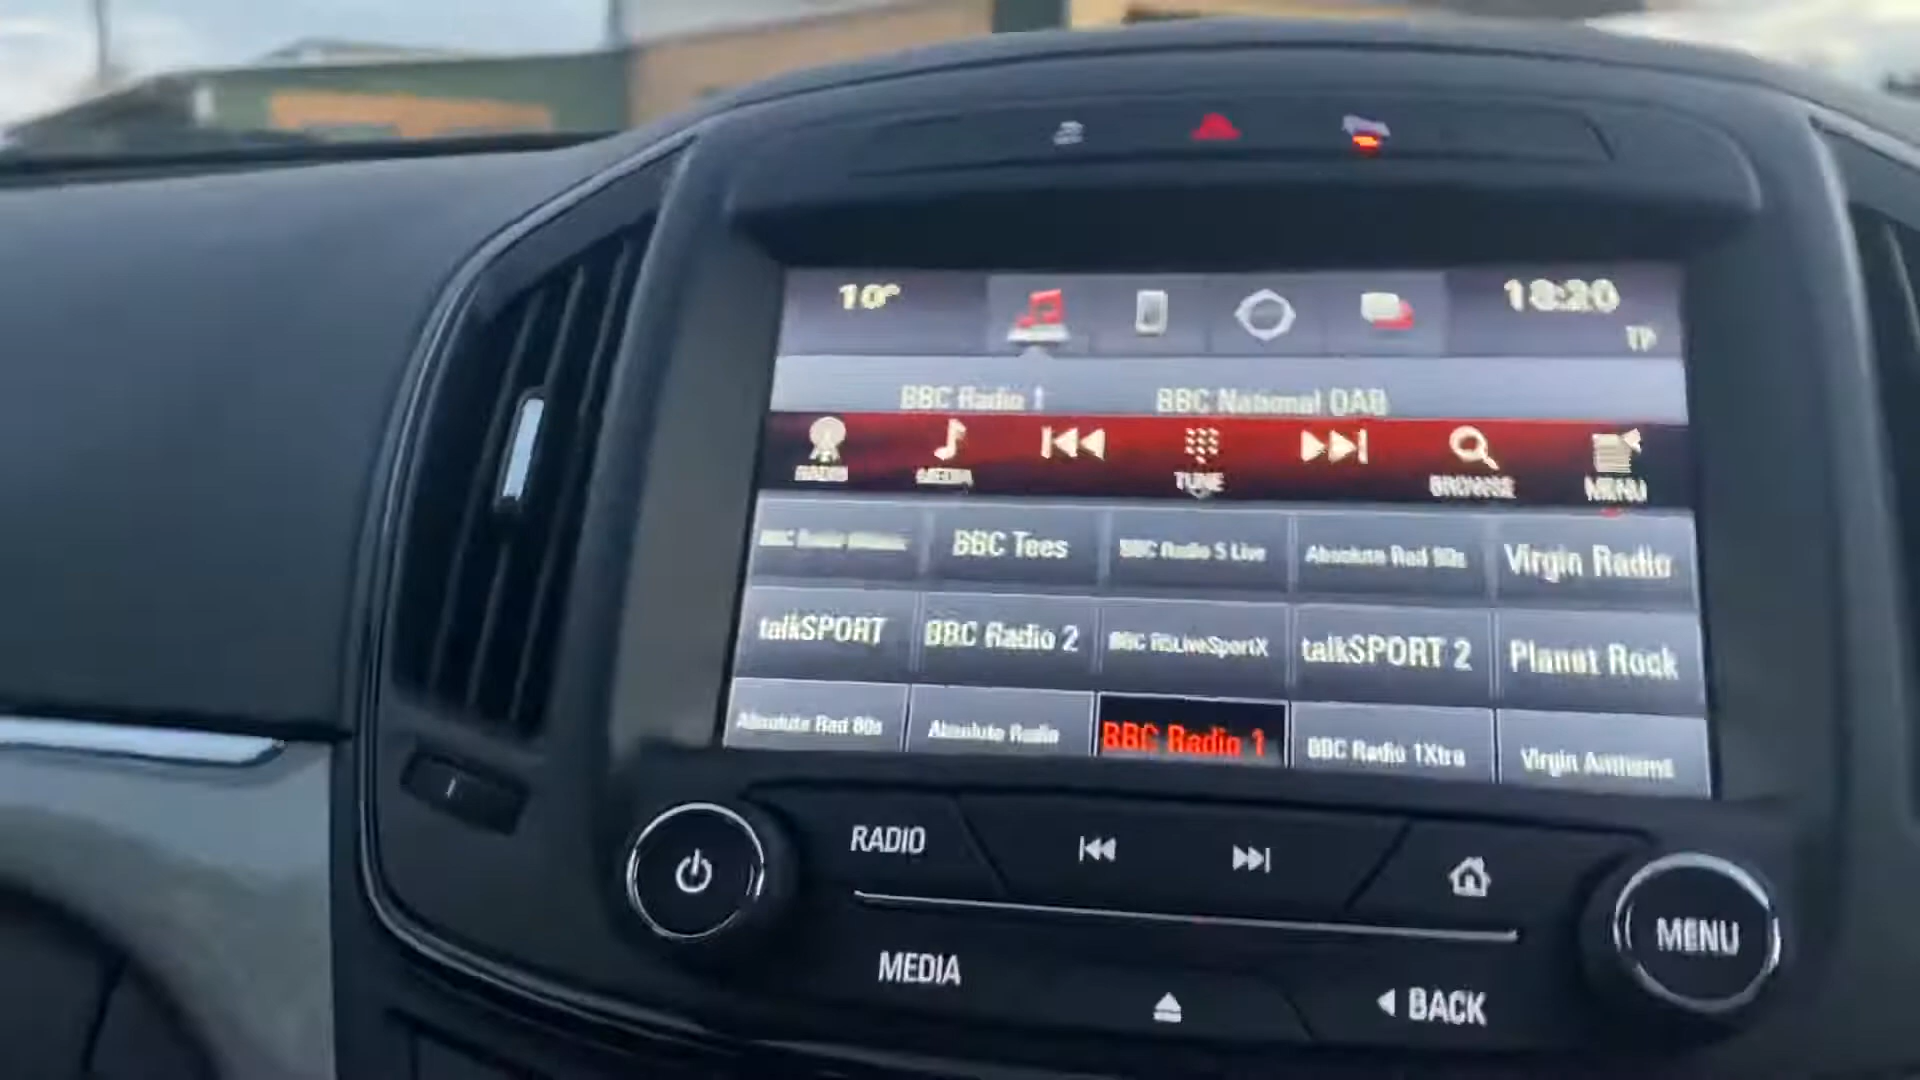 10°
18:20
TP
BBC Radio 1 BBC National DAB
RADIO MEDIA TUNE BROWSE MENU
BBC Radio BBC Tees BBC Radio 5 Live Absolute Rad 90s Virgin Radio
talkSPORT BBC Radio 2 BBC R5LiveSportX talkSPORT 2 Planet Rock
Absolute Rad 80s Absolute Radio BBC Radio 1 BBC Radio 1Xtra Virgin Anthems
RADIO
MENU
MEDIA
BACK